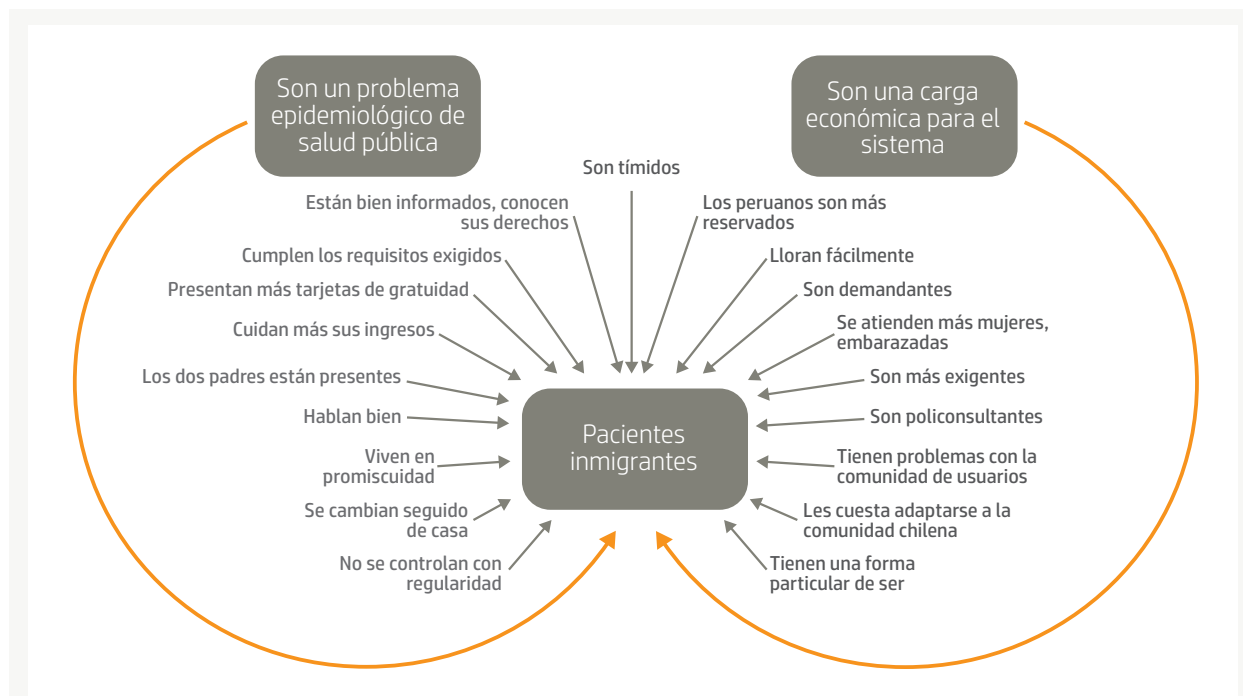 Son un problema
epidemiológico de
salud pública
Son una carga
económica para el
sistema
Son tímidos
Están bien informados, conocen
sus derechos
Cumplen los requisitos exigidos
Presentan más tarjetas de gratuidad
Cuidan más sus ingresos
Los dos padres están presentes
Hablan bien
Viven en
promiscuidad
Se cambian seguido
de casa
No se controlan con
regularidad
Los peruanos son más
reservados
Lloran fácilmente
Son demandantes
Se atienden más mujeres,
embarazadas
Son más exigentes
Son policonsultantes
Tienen problemas con la
comunidad de usuarios
Les cuesta adaptarse a la
comunidad chilena
Tienen una forma
particular de ser
Pacientes
inmigrantes